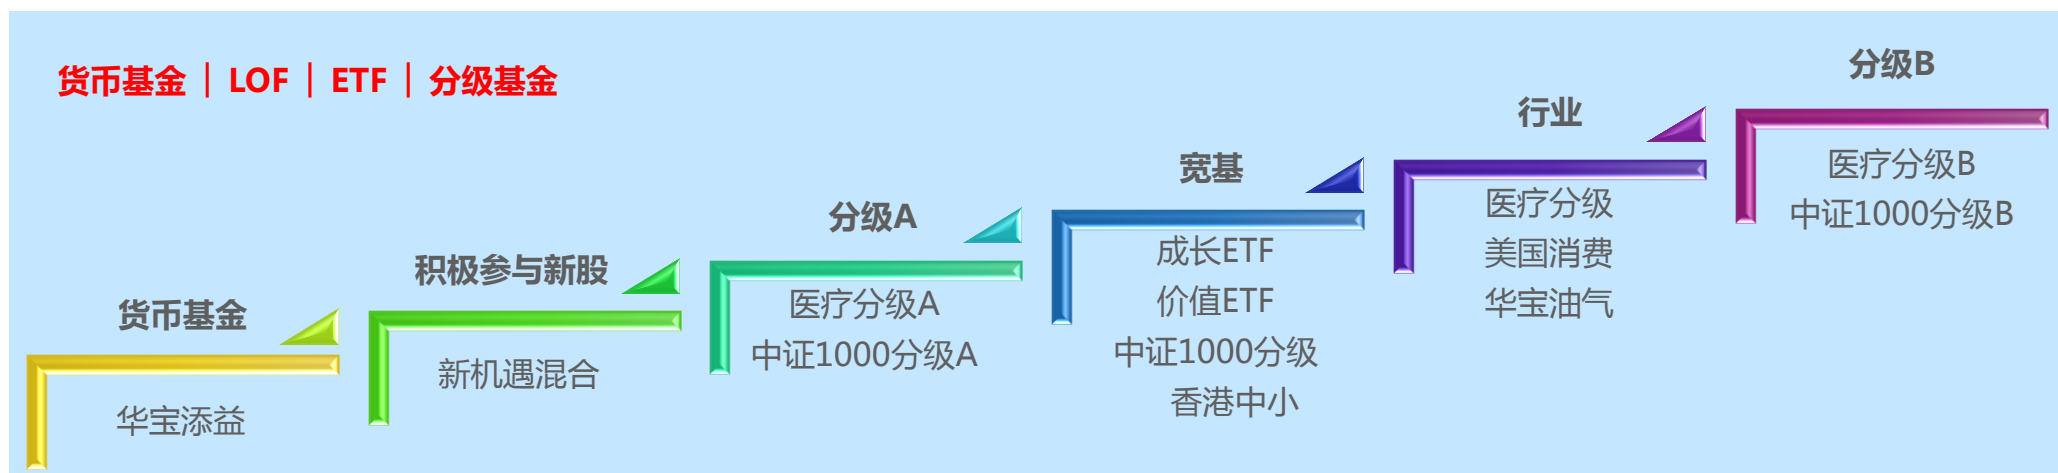 货币基金｜LOF｜ETF｜分级基金
货币基金
华宝添益
积极参与新股
新机遇混合
分级A
医疗分级A
中证1000分级A
宽基
成长ETF
价值ETF
中证1000分级
香港中小
行业
医疗分级
美国消费
华宝油气
分级B
医疗分级B
中证1000分级B